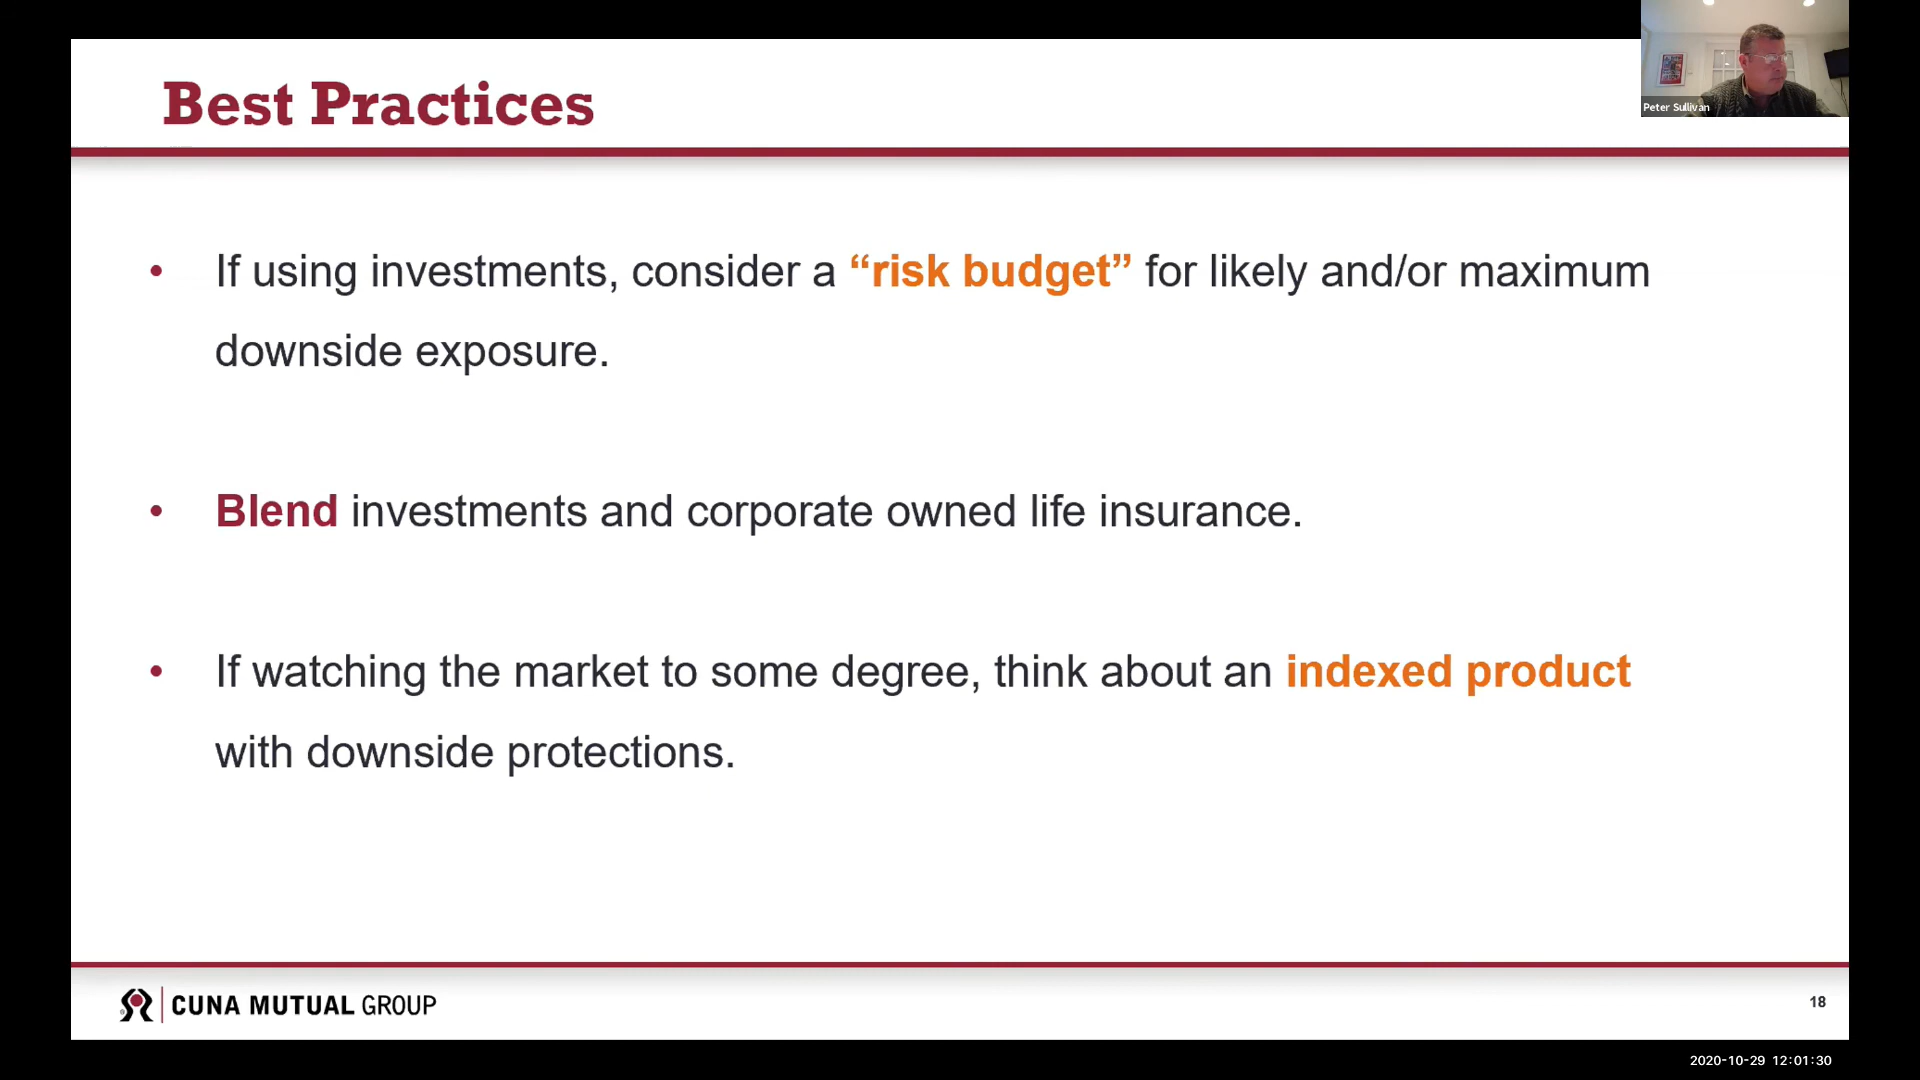 Best Practices
Peter Sullivan
• If using investments, consider a “risk budget” for likely and/or maximum
downside exposure.
• Blend investments and corporate owned life insurance.
• If watching the market to some degree, think about an indexed product
with downside protections.
CUNA MUTUAL GROUP
18
2020-10-29 12:01:30